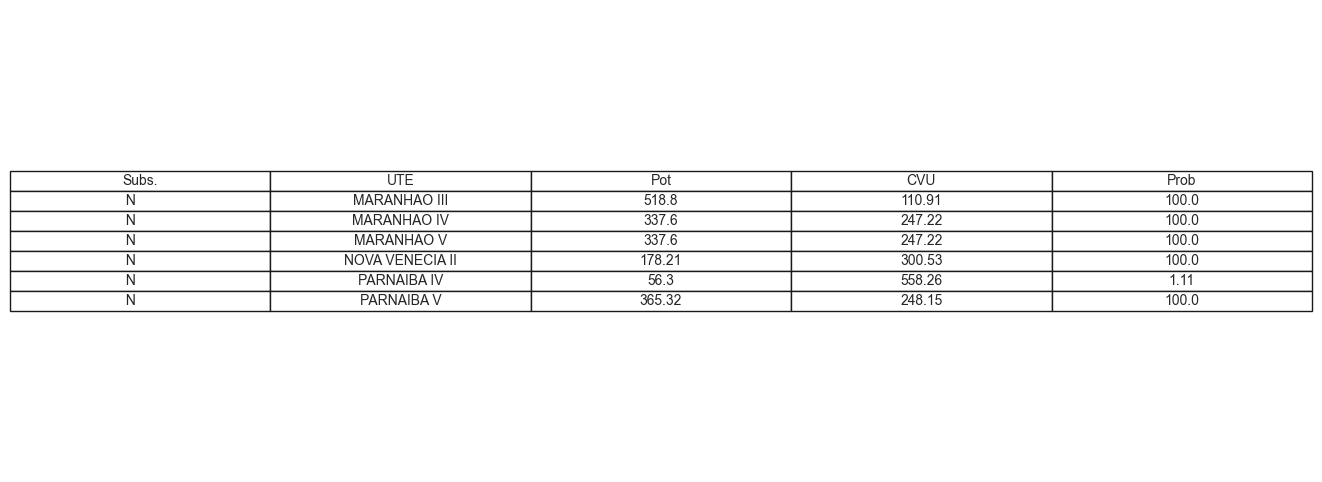 Subs. UTE Pot CVU Prob
N MARANHAO III 518.8 110.91 100.0
N MARANHAO IV 337.6 247.22 100.0
N MARANHAO V 337.6 247.22 100.0
N NOVA VENECIA II 178.21 300.53 100.0
N PARNAIBA IV 56.3 558.26 1.11
N PARNAIBA V 365.32 248.15 100.0